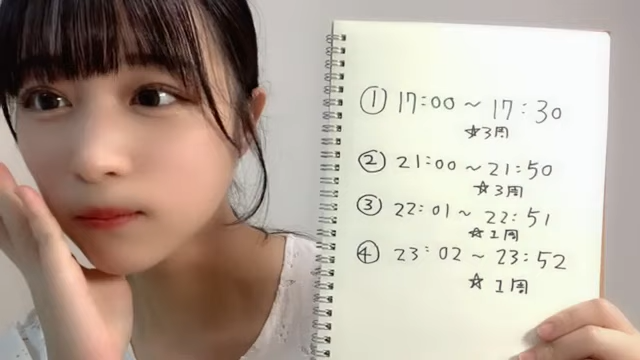 ① 17:00~17:30
☆3周
② 21:00~21:50
☆3周
③ 22:01~22:51
☆1周
④ 23:02~23:52
☆1周